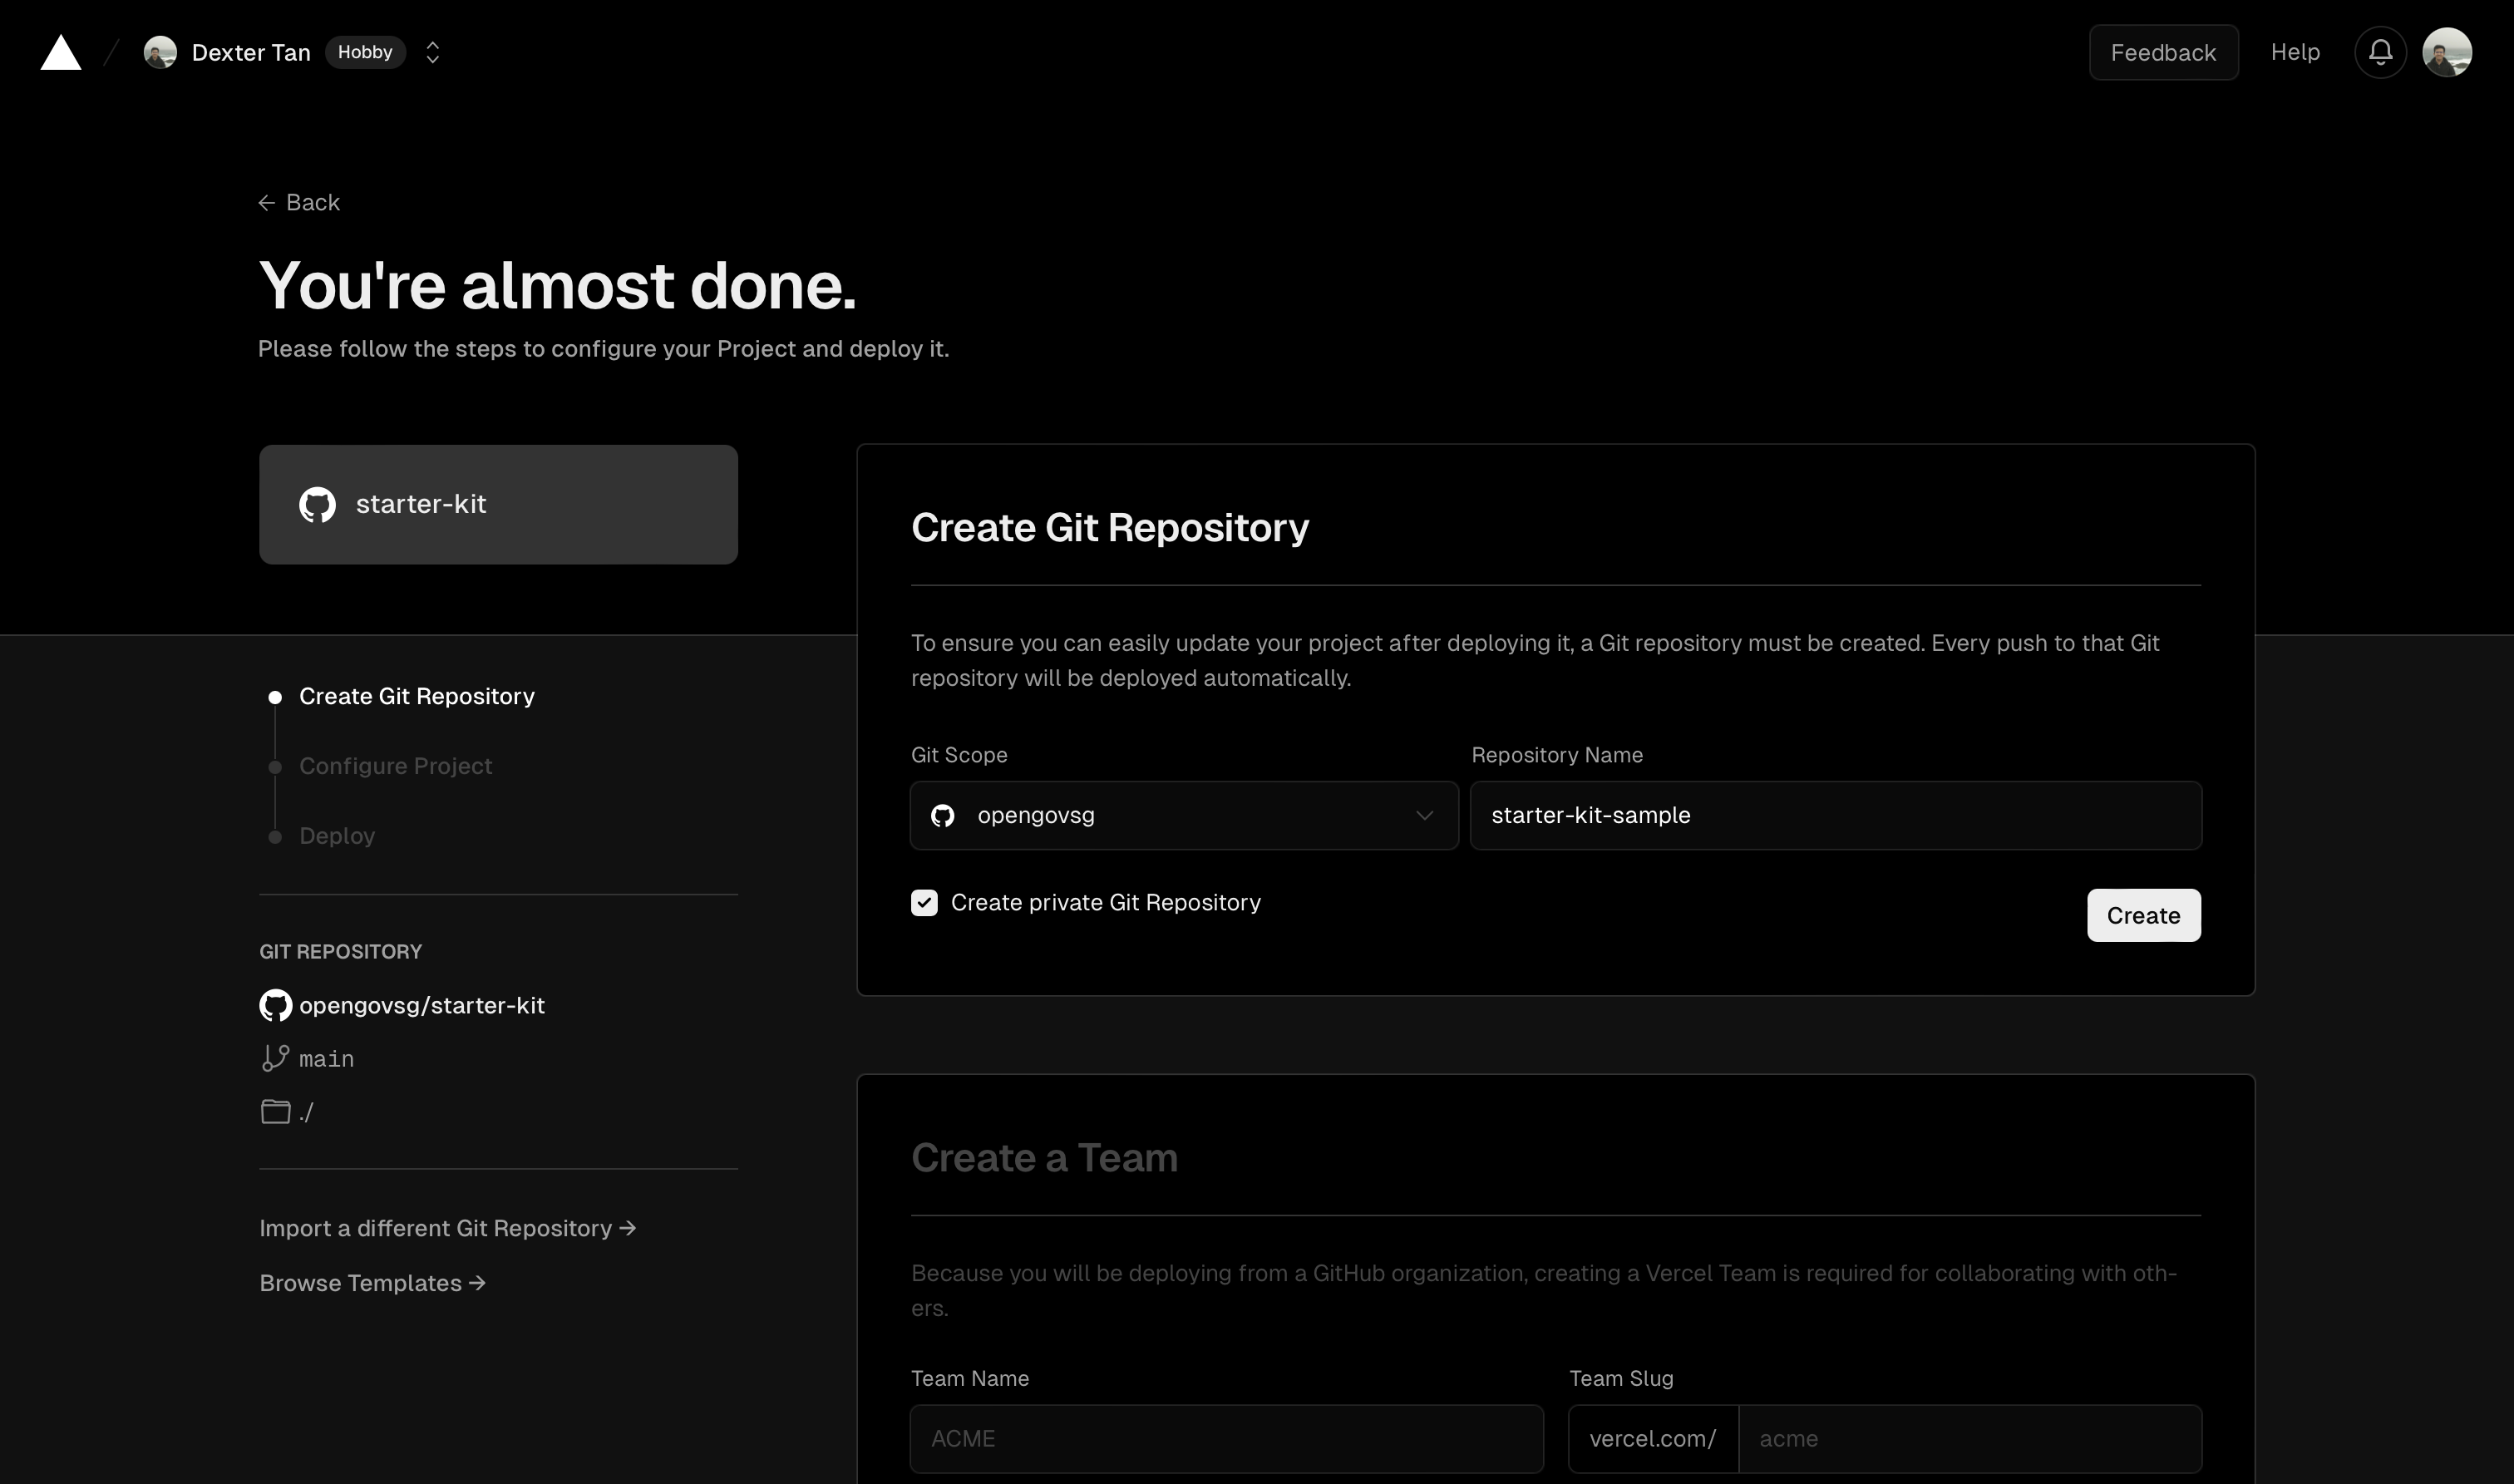 Dexter Tan
Hobby
Feedback
Help
Back
You're almost done.
Please follow the steps to configure your Project and deploy it.
starter-kit
Create Git Repository
Configure Project
Deploy
GIT REPOSITORY
opengovsg/starter-kit
main
./
Import a different Git Repository →
Browse Templates →
Create Git Repository
To ensure you can easily update your project after deploying it, a Git repository must be created. Every push to that Git
repository will be deployed automatically.
Git Scope
opengovsg
Repository Name
starter-kit-sample
Create private Git Repository
Create
Create a Team
Because you will be deploying from a GitHub organization, creating a Vercel Team is required for collaborating with oth-
ers.
Team Name
ACME
Team Slug
vercel.com/
acme